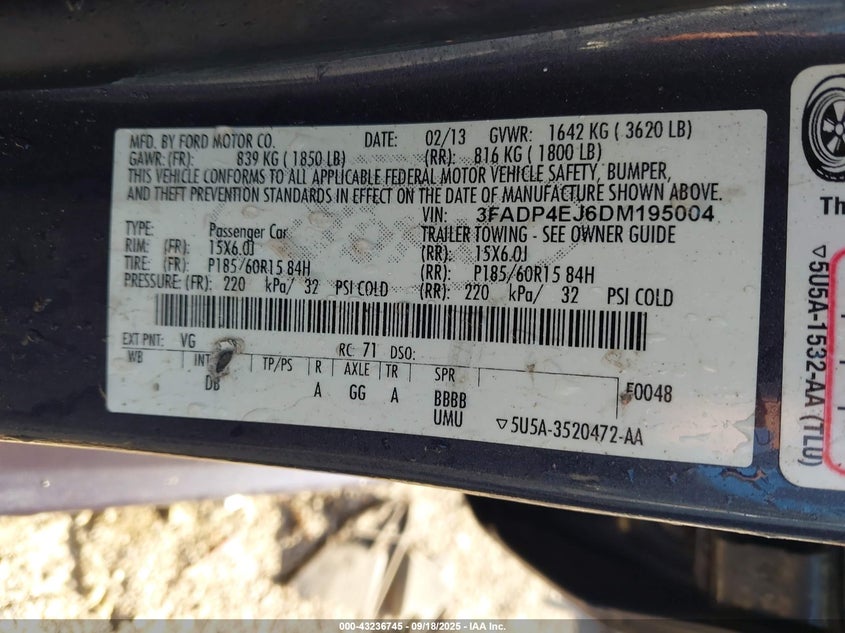 MFD. BY FORD MOTOR CO. DATE: 02/13 GVWR: 1642 KG ( 3620 LB)
GAWR: (FR): 839 KG ( 1850 LB) (RR): 816 KG ( 1800 LB)
THIS VEHICLE CONFORMS TO ALL APPLICABLE FEDERAL MOTOR VEHICLE SAFETY, BUMPER,
AND THEFT PREVENTION STANDARDS IN EFFECT ON THE DATE OF MANUFACTURE SHOWN ABOVE.
VIN: 3FADP4EJ6DM195004
TYPE: Passenger Car TRAILER TOWING - SEE OWNER GUIDE
RIM: (FR): 15X6.0J (RR): 15X6.0J
TIRE: (FR): P185/60R15 84H (RR): P185/60R15 84H
PRESSURE: (FR): 220 kPa/ 32 PSI COLD (RR): 220 kPa/ 32 PSI COLD
EXT PNT: VG RC: 71 DSO:
WB INT TP/PS R AXLE TR SPR F0048
DB A GG A BBBB
UMU ▽5U5A-3520472-AA
Th
▽5U5A-1532-AA (TLU)
000-43236745 - 09/18/2025 - IAA Inc.